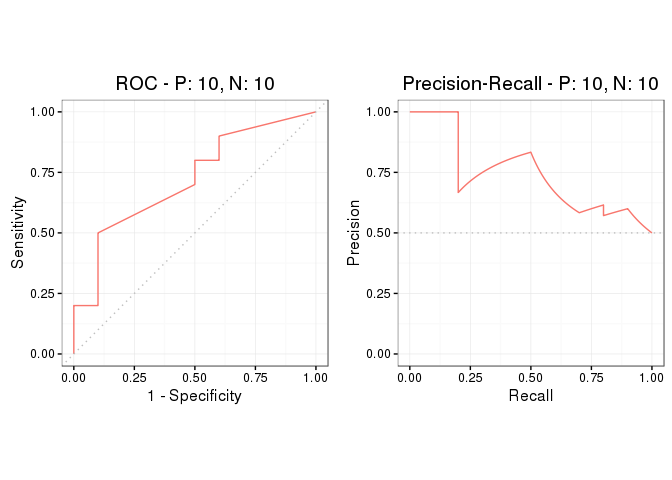 ROC - P: 10, N: 10
1.00
0.75
0.50
0.25
0.00
Sensitivity
0.00 0.25 0.50 0.75 1.00
1 - Specificity
Precision-Recall - P: 10, N: 10
1.00
0.75
0.50
0.25
0.00
Precision
0.00 0.25 0.50 0.75 1.00
Recall